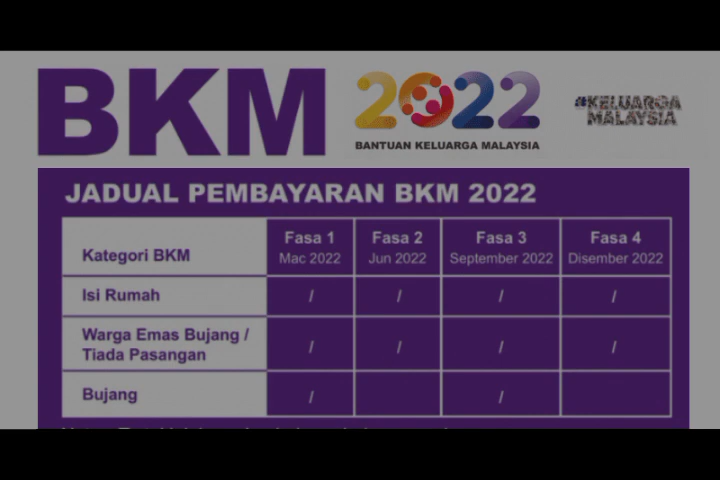 BKM
2022
BANTUAN KELUARGA MALAYSIA
#KELUARGA
MALAYSIA
JADUAL PEMBAYARAN BKM 2022
Kategori BKM
Fasa 1
Mac 2022
Fasa 2
Jun 2022
Fasa 3
September 2022
Fasa 4
Disember 2022
Isi Rumah / / / /
Warga Emas Bujang /
Tiada Pasangan / / / /
Bujang / /